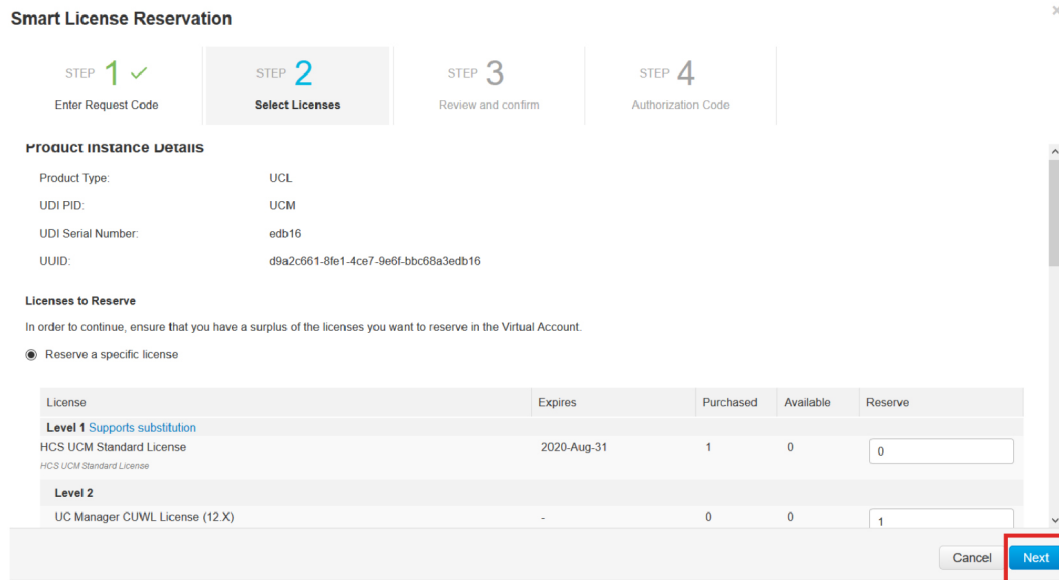 Smart License Reservation
STEP 1
Enter Request Code
STEP 2
Select Licenses
STEP 3
Review and confirm
STEP 4
Authorization Code
Product Instance Details
Product Type: UCL
UDI PID: UCM
UDI Serial Number: edb16
UUID: d9a2c661-8fe1-4ce7-9e6f-bbc68a3edb16
Licenses to Reserve
In order to continue, ensure that you have a surplus of the licenses you want to reserve in the Virtual Account.
Reserve a specific license
License Expires Purchased Available Reserve
Level 1 Supports substitution
HCS UCM Standard License 2020-Aug-31 1 0 0
HCS UCM Standard License
Level 2
UC Manager CUWL License (12.X) - 0 0 1
Cancel Next